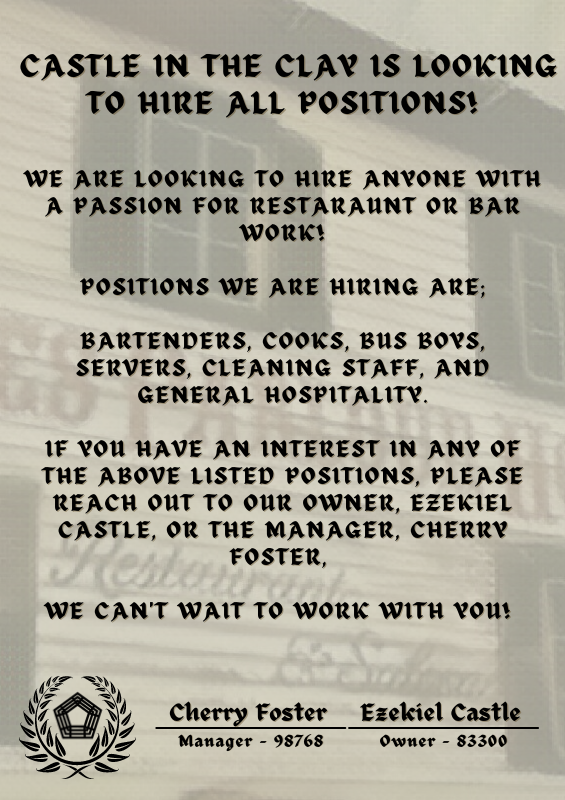 CASTLE IN THE CLAY IS LOOKING
TO HIRE ALL POSITIONS!
WE ARE LOOKING TO HIRE ANYONE WITH
A PASSION FOR RESTARAUNT OR BAR
WORK!
POSITIONS WE ARE HIRING ARE;
BARTENDERS, COOKS, BUS BOYS,
SERVERS, CLEANING STAFF, AND
GENERAL HOSPITALITY.
IF YOU HAVE AN INTEREST IN ANY OF
THE ABOVE LISTED POSITIONS, PLEASE
REACH OUT TO OUR OWNER, EZEKIEL
CASTLE, OR THE MANAGER, CHERRY
FOSTER,
Restaurant
WE CAN'T WAIT TO WORK WITH YOU!
Cherry Foster
Manager - 98768
Ezekiel Castle
Owner - 83300